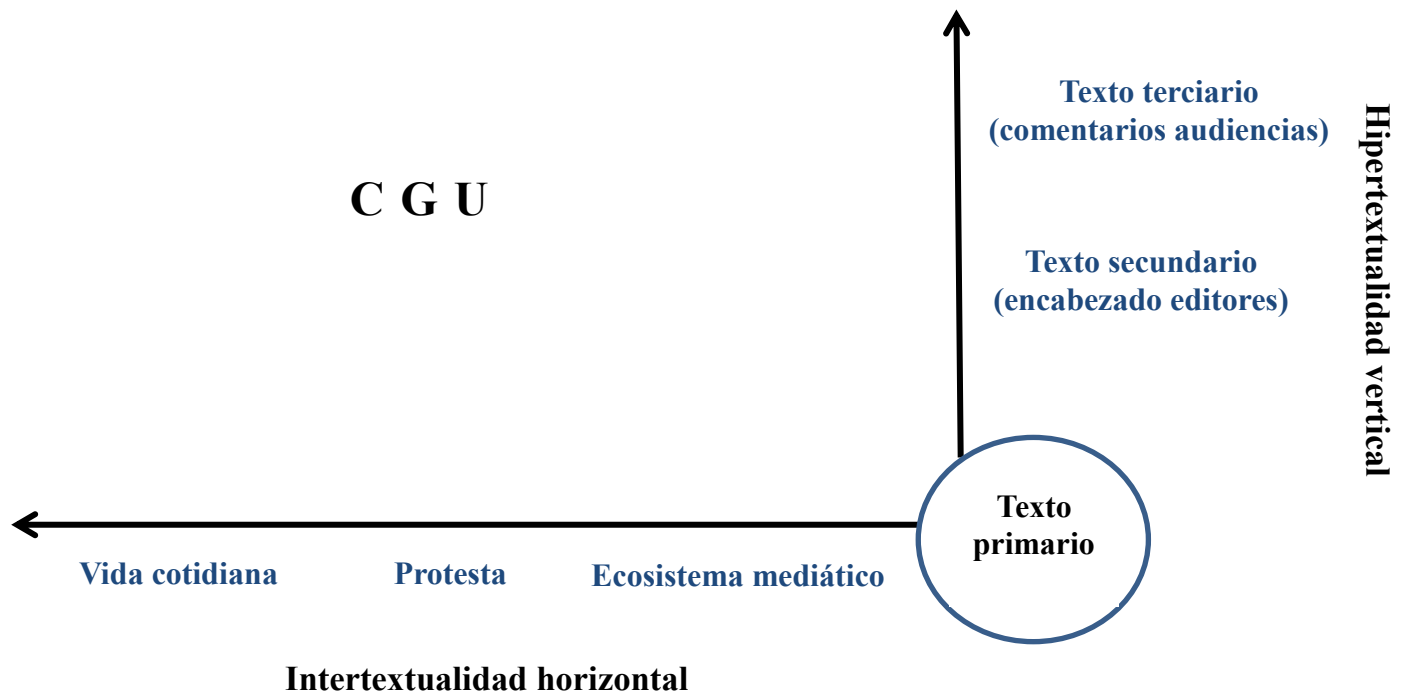 Texto terciario
(comentarios audiencias)
Hipertextualidad vertical
C G U
Texto secundario
(encabezado editores)
Texto
primario
Vida cotidiana
Protesta
Ecosistema mediático
Intertextualidad horizontal